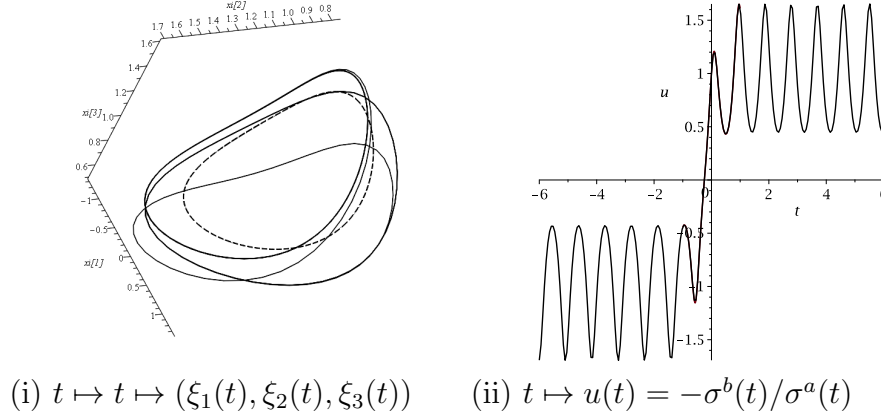 xi[2]
1.7 1.6 1.5 1.4 1.3 1.2 1.1 1.0 0.9 0.8
1.6
1.4
1.2
xi[3] 1.0
0.8
0.6
−1
−0.5
0
xi[1]
0.5
1
1.5
u
1
0.5
−6 −4 −2 0 2 4 6
t
−0.5
−1
−1.5
(i) t ↦ t ↦ (ξ₁(t), ξ₂(t), ξ₃(t))
(ii) t ↦ u(t) = −σᵇ(t)/σᵃ(t)